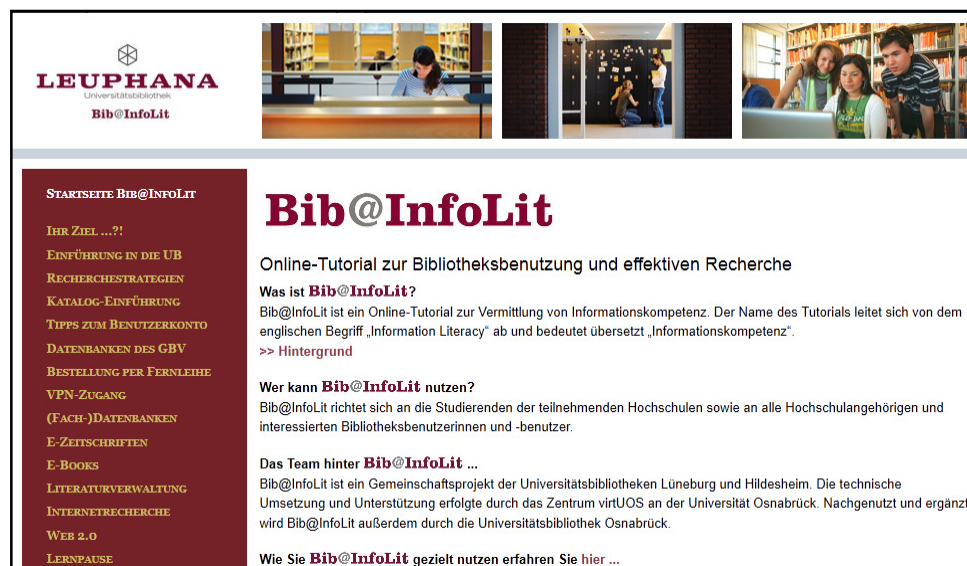 LEUPHANA
Universitätsbibliothek
Bib@InfoLit
Startseite Bib@InfoLit
Ihr Ziel ...?!
Einführung in die UB
Recherchestrategien
Katalog-Einführung
Tipps zum Benutzerkonto
Datenbanken des GBV
Bestellung per Fernleihe
VPN-Zugang
(Fach-)Datenbanken
E-Zeitschriften
E-Books
Literaturverwaltung
Internetrecherche
Web 2.0
Lernpause
Bib@InfoLit
Online-Tutorial zur Bibliotheksbenutzung und effektiven Recherche
Was ist Bib@InfoLit?
Bib@InfoLit ist ein Online-Tutorial zur Vermittlung von Informationskompetenz. Der Name des Tutorials leitet sich von dem
englischen Begriff „Information Literacy“ ab und bedeutet übersetzt „Informationskompetenz“.
>> Hintergrund
Wer kann Bib@InfoLit nutzen?
Bib@InfoLit richtet sich an die Studierenden der teilnehmenden Hochschulen sowie an alle Hochschulangehörigen und
interessierten Bibliotheksbenutzerinnen und -benutzer.
Das Team hinter Bib@InfoLit ...
Bib@InfoLit ist ein Gemeinschaftsprojekt der Universitätsbibliotheken Lüneburg und Hildesheim. Die technische
Umsetzung und Unterstützung erfolgte durch das Zentrum virtUOS an der Universität Osnabrück. Nachgenutzt und ergänzt
wird Bib@InfoLit außerdem durch die Universitätsbibliothek Osnabrück.
Wie Sie Bib@InfoLit gezielt nutzen erfahren Sie hier ...